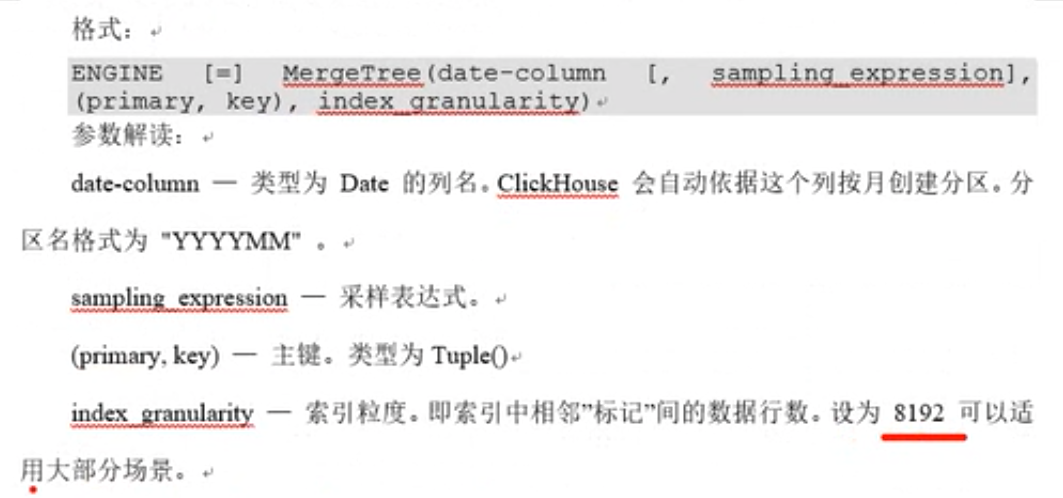 格式：
ENGINE [=] MergeTree(date-column [, sampling_expression],
(primary, key), index_granularity)
参数解读：
date-column — 类型为 Date 的列名。ClickHouse 会自动依据这个列按月创建分区。分
区名格式为 "YYYYMM" 。
sampling_expression — 采样表达式。
(primary, key) — 主键。类型为 Tuple()
index_granularity — 索引粒度。即索引中相邻”标记”间的数据行数。设为 8192 可以适
用大部分场景。